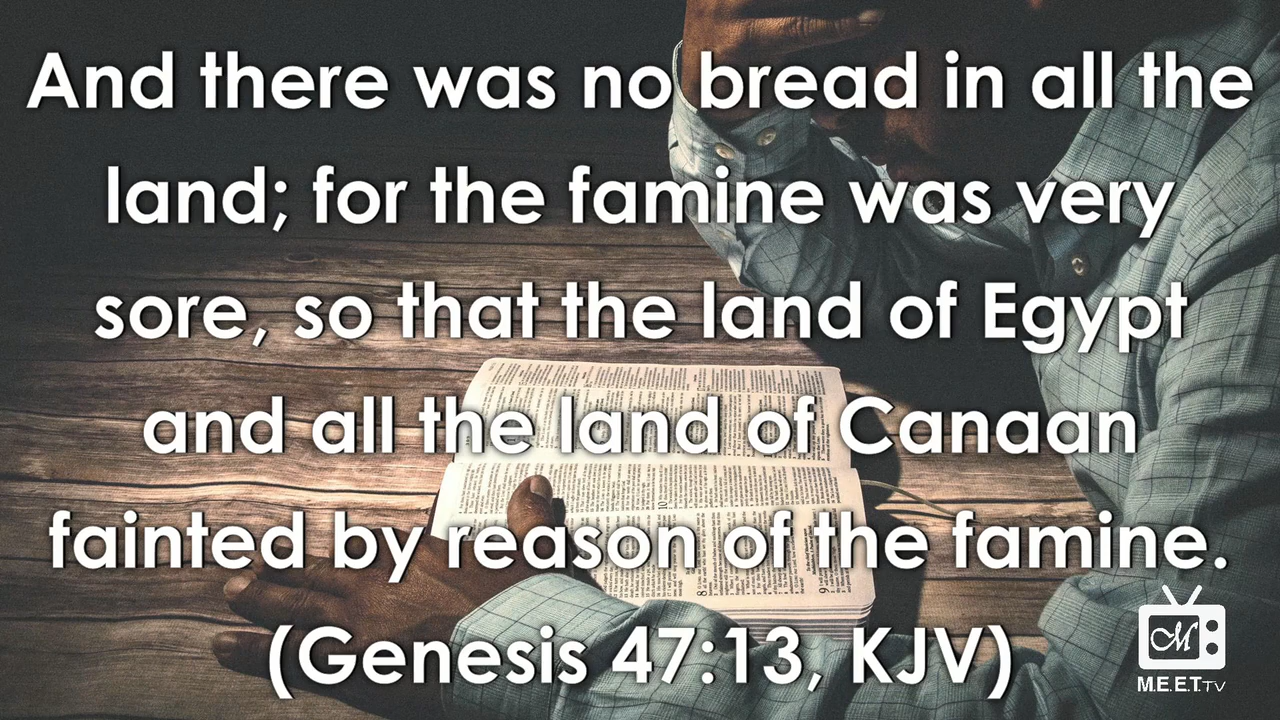 And there was no bread in all the
land; for the famine was very
sore, so that the land of Egypt
and all the land of Canaan
fainted by reason of the famine.
(Genesis 47:13, KJV)
M
M.E.E.T.TV